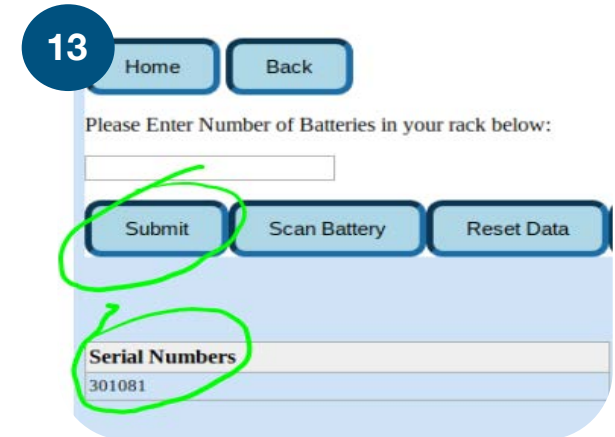 13
Home Back
Please Enter Number of Batteries in your rack below:
Submit Scan Battery Reset Data
Serial Numbers
301081